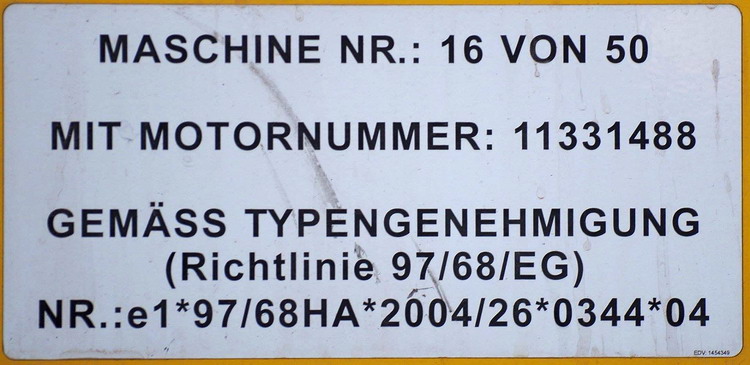 MASCHINE NR.: 16 VON 50
MIT MOTORNUMMER: 11331488
GEMÄSS TYPENGENEHMIGUNG
(Richtlinie 97/68/EG)
NR.:e1*97/68HA*2004/26*0344*04
EDV: 1454349